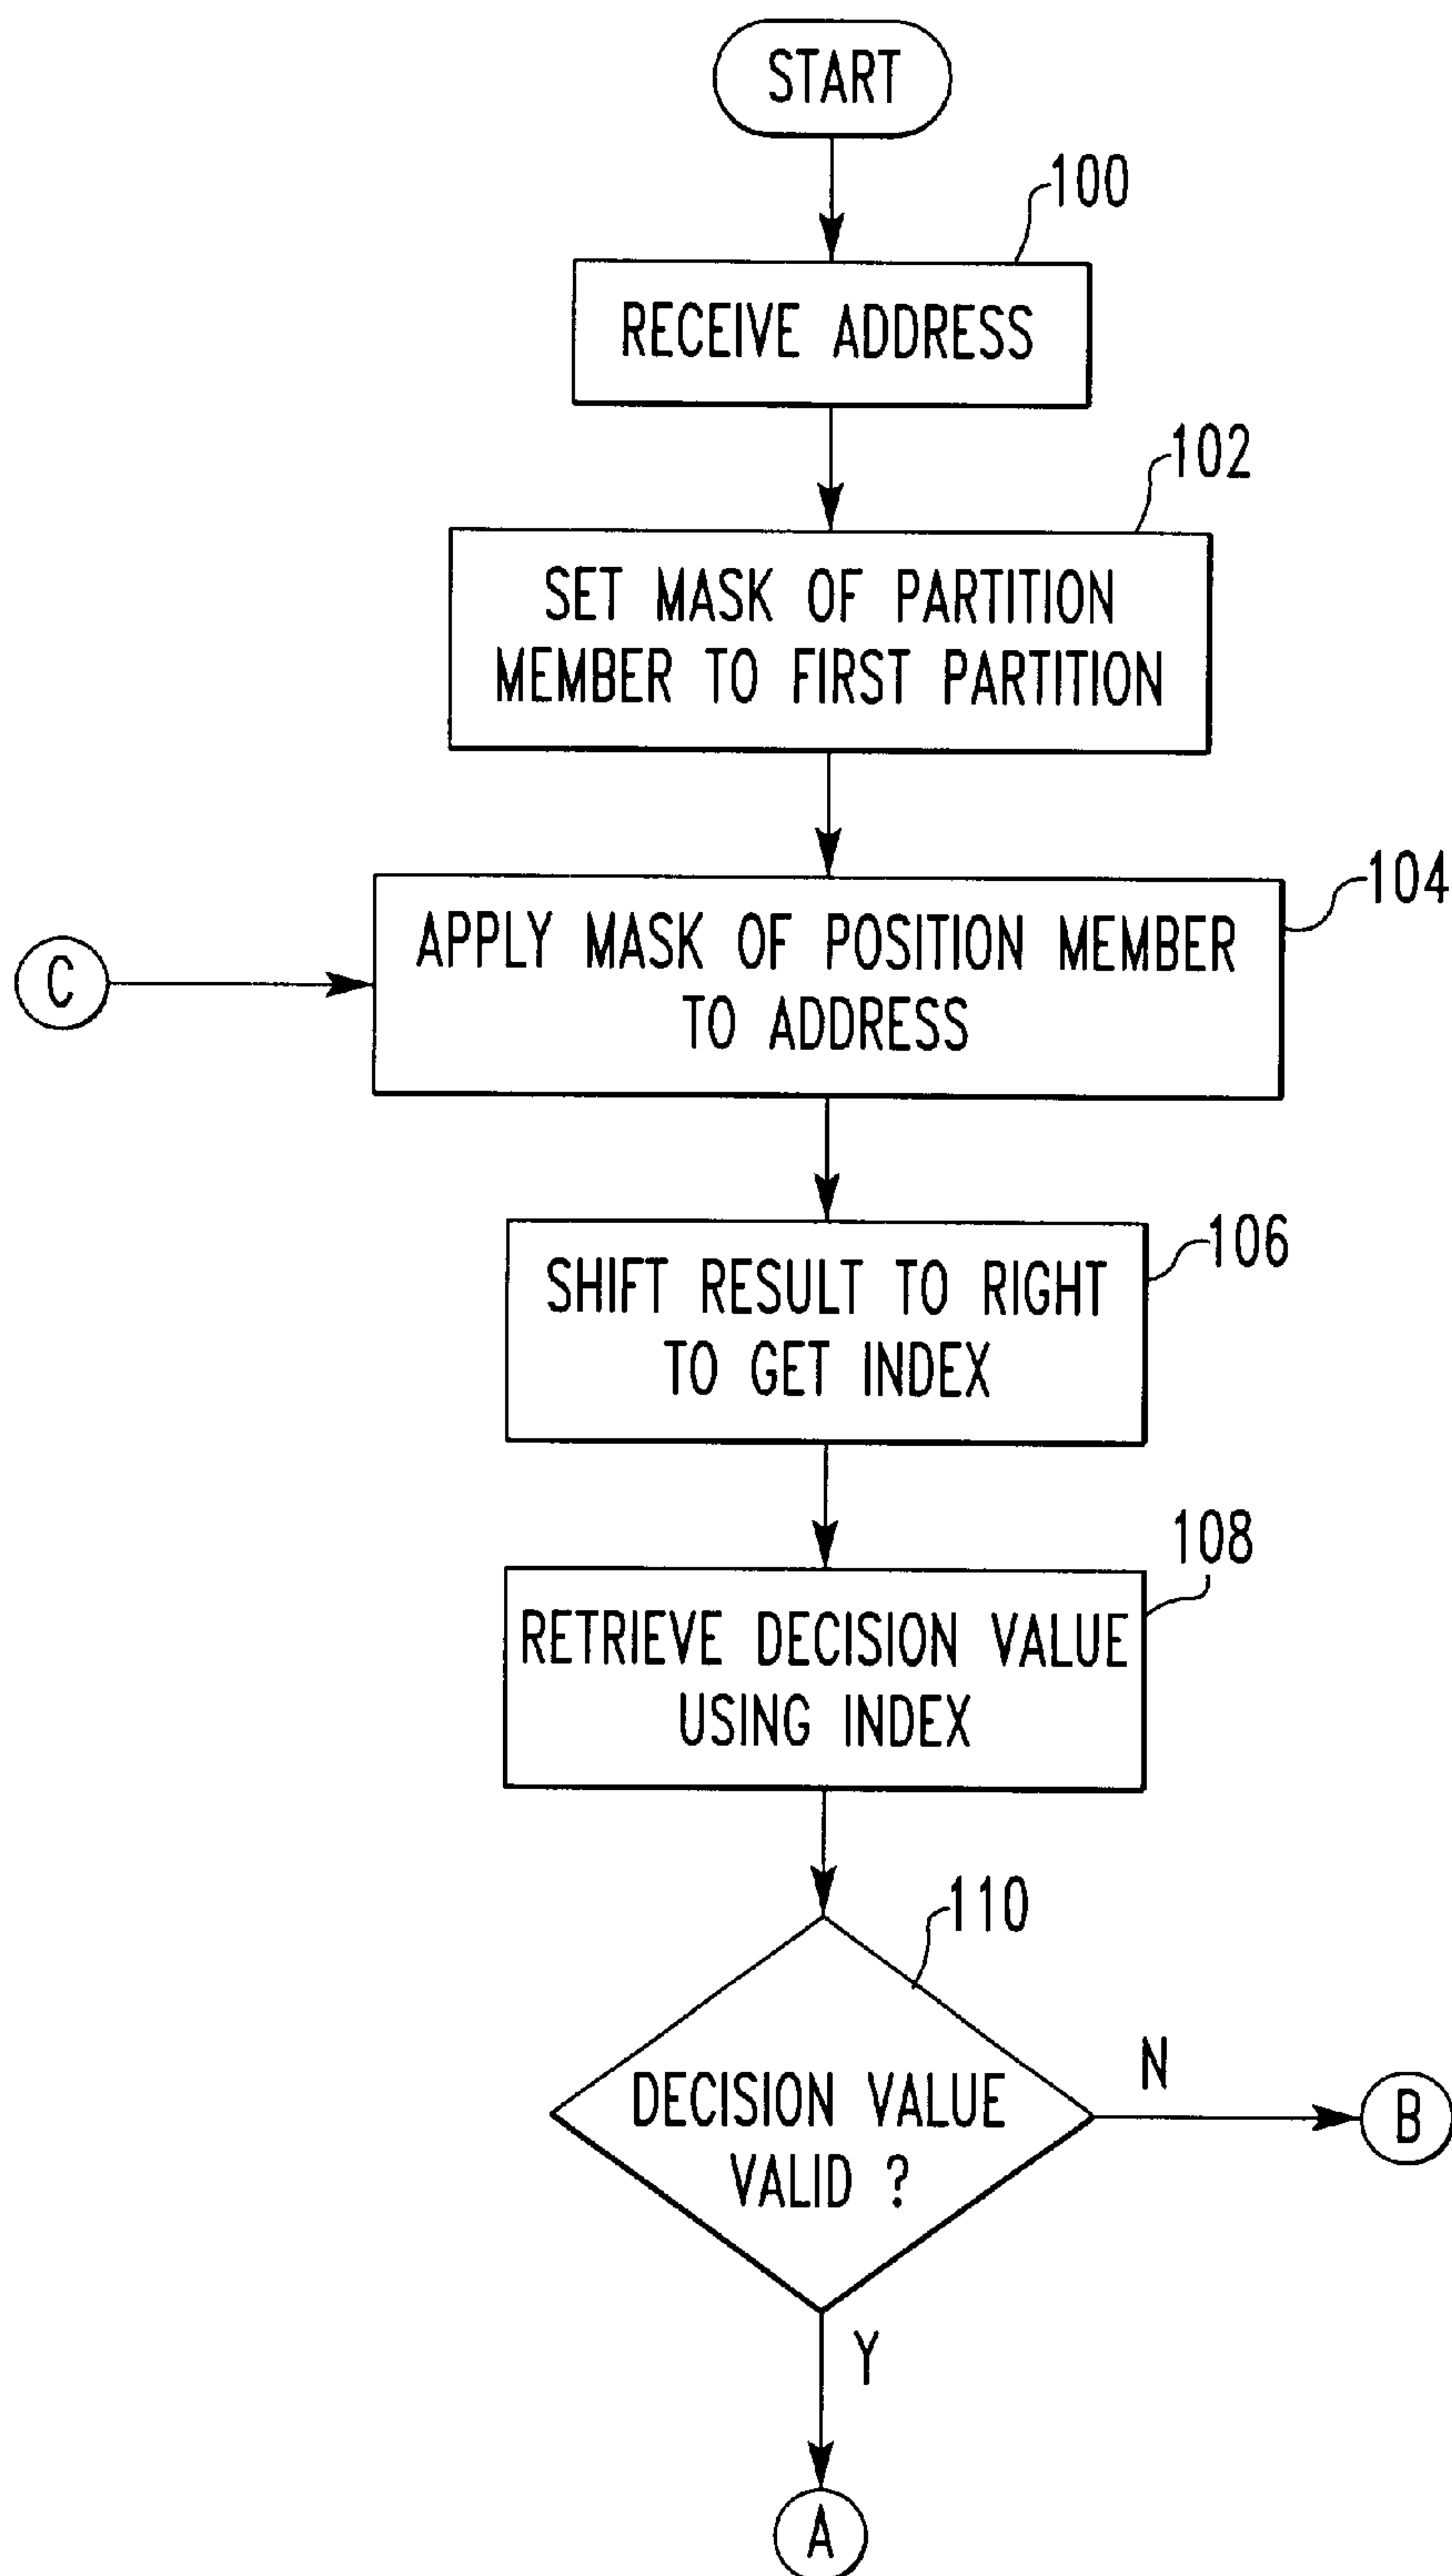 START
100
RECEIVE ADDRESS
102
SET MASK OF PARTITION
MEMBER TO FIRST PARTITION
104
APPLY MASK OF POSITION MEMBER
TO ADDRESS
C
106
SHIFT RESULT TO RIGHT
TO GET INDEX
108
RETRIEVE DECISION VALUE
USING INDEX
110
DECISION VALUE
VALID ?
N
B
Y
A